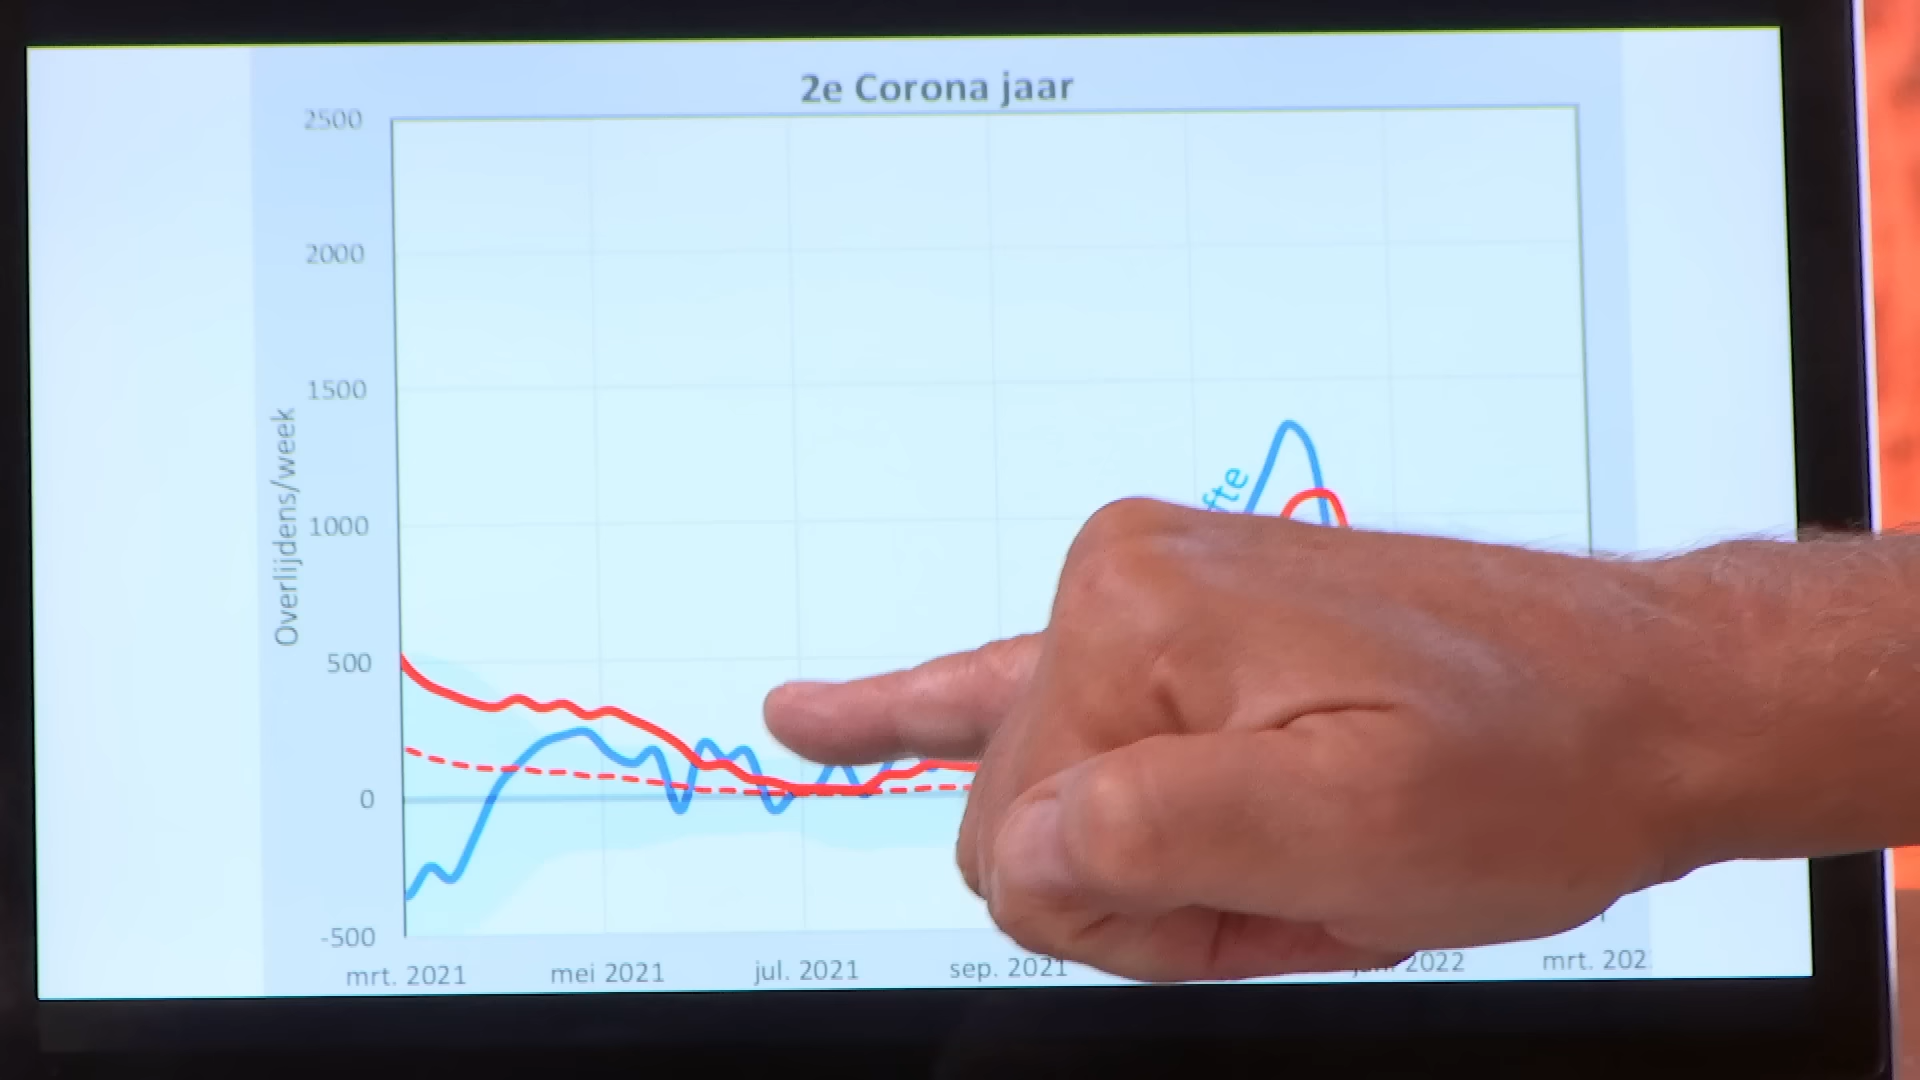 2e Corona jaar
2500
2000
1500
1000
500
0
-500
Overlijdens/week
mrt. 2021
mei 2021
jul. 2021
sep. 2021
2022
mrt. 202